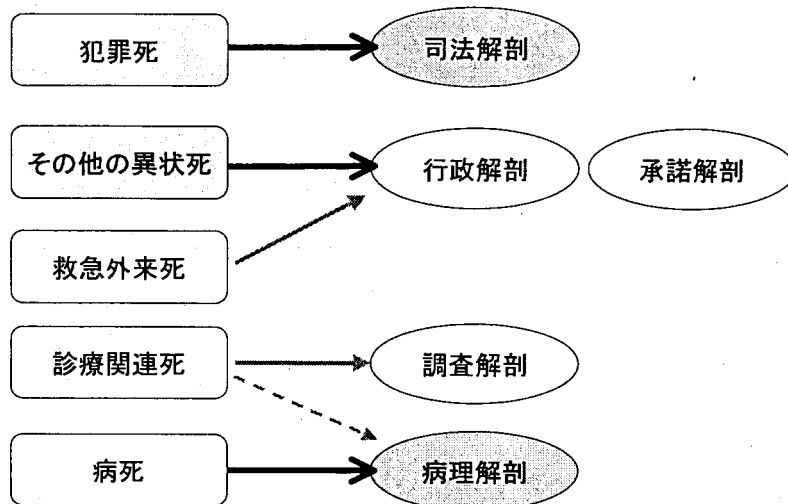 犯罪死
司法解剖
その他の異状死
行政解剖
承諾解剖
救急外来死
診療関連死
調査解剖
病死
病理解剖